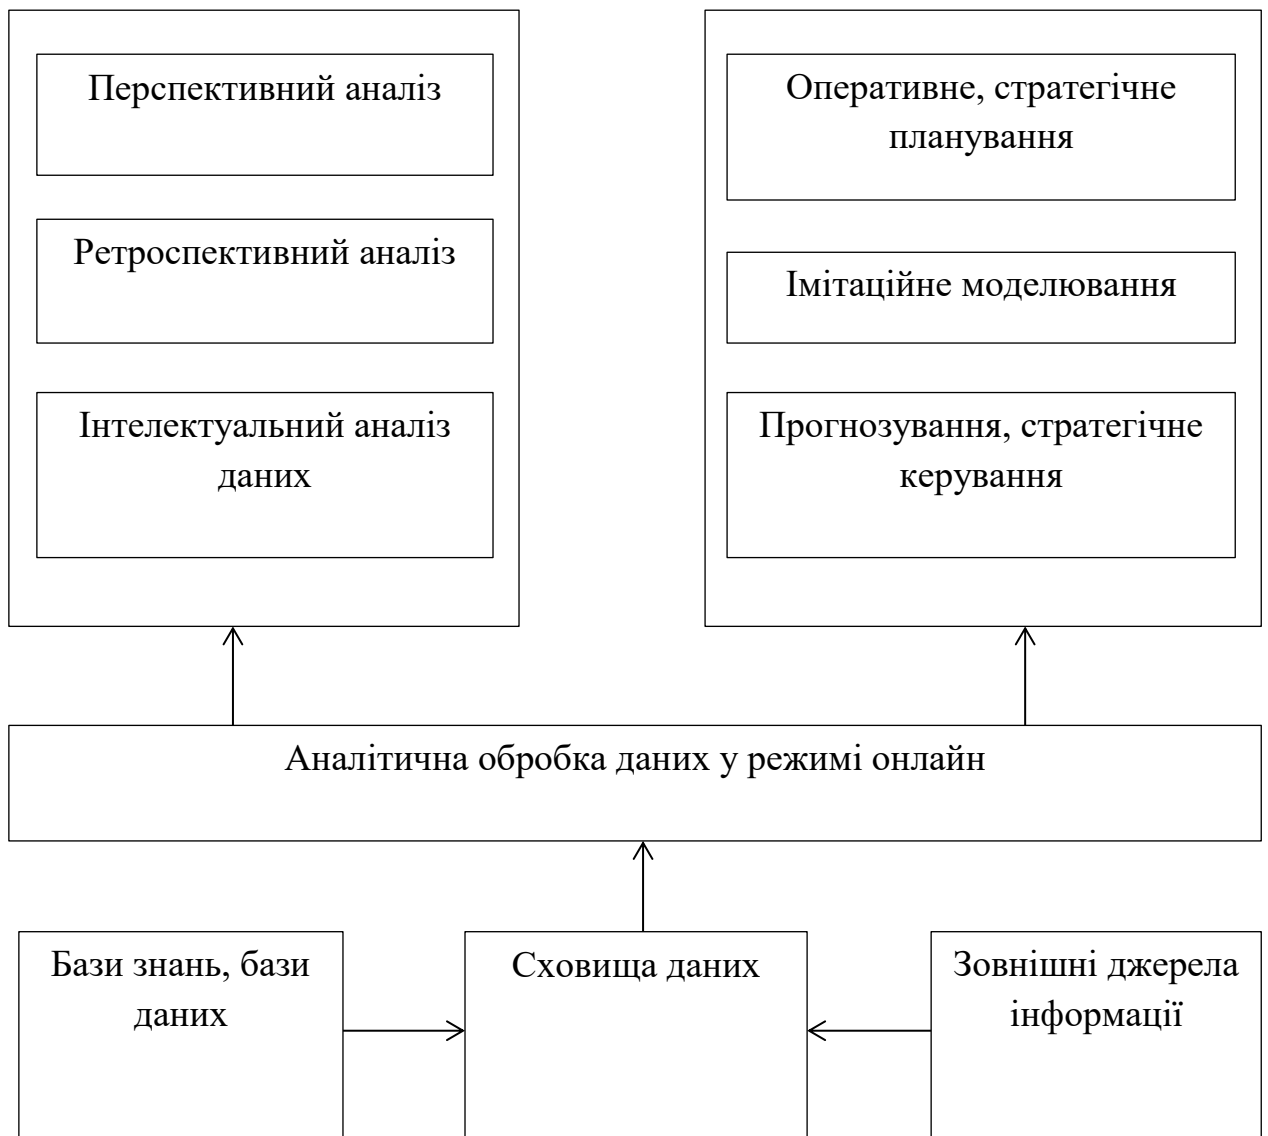 Перспективний аналіз
Ретроспективний аналіз
Інтелектуальний аналіз
даних
Оперативне, стратегічне
планування
Імітаційне моделювання
Прогнозування, стратегічне
керування
Аналітична обробка даних у режимі онлайн
Бази знань, бази
даних
Сховища даних
Зовнішні джерела
інформації